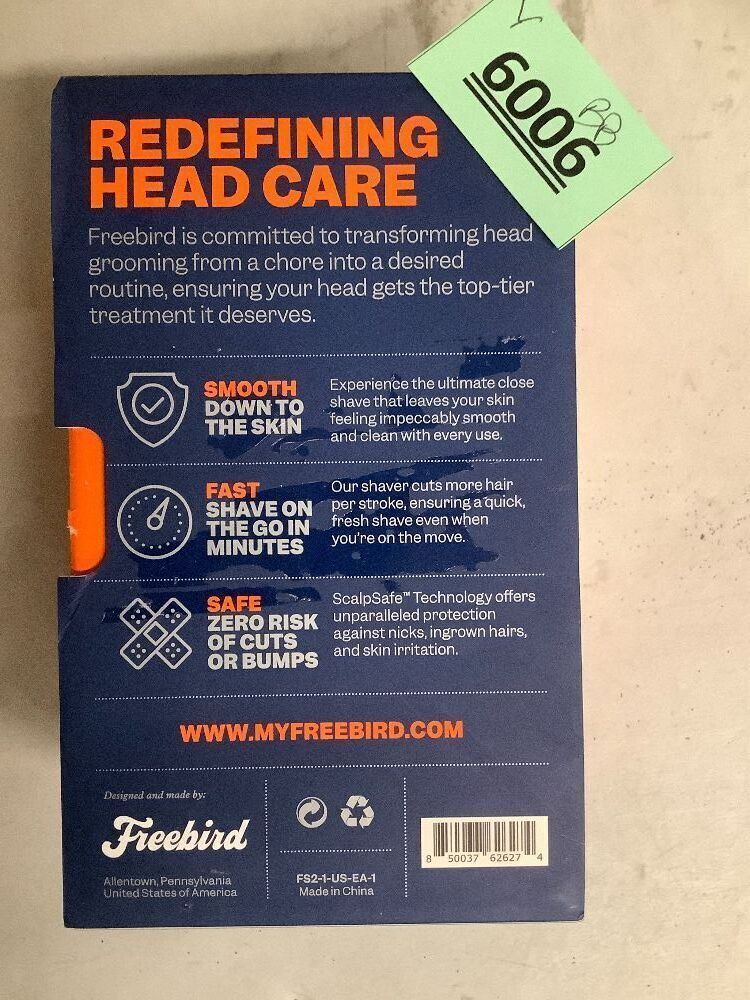 6006
BB
REDEFINING
HEAD CARE
Freebird is committed to transforming head
grooming from a chore into a desired
routine, ensuring your head gets the top-tier
treatment it deserves.
SMOOTH
DOWN TO
THE SKIN
Experience the ultimate close
shave that leaves your skin
feeling impeccably smooth
and clean with every use.
FAST
SHAVE ON
THE GO IN
MINUTES
Our shaver cuts more hair
per stroke, ensuring a quick,
fresh shave even when
you're on the move.
SAFE
ZERO RISK
OF CUTS
OR BUMPS
ScalpSafe™ Technology offers
unparalleled protection
against nicks, ingrown hairs,
and skin irritation.
WWW.MYFREEBIRD.COM
Designed and made by:
Freebird
Allentown, Pennsylvania
United States of America
FS2-1-US-EA-1
Made in China
8 50037 62627 4